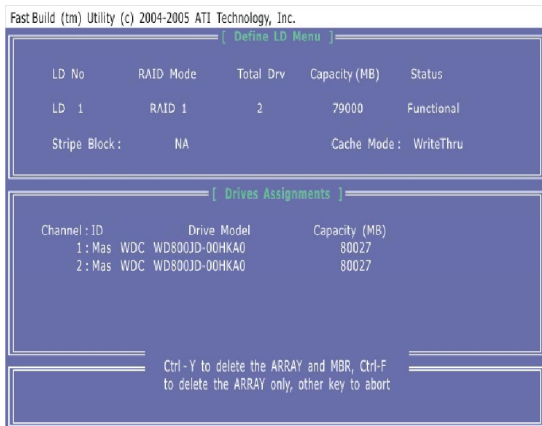 FastBuild (tm) Utility (c) 2004-2005 ATI Technology, Inc.
[ Define LD Menu ]
LD No RAID Mode Total Drv Capacity (MB) Status
LD 1 RAID 1 2 79000 Functional
Stripe Block : NA Cache Mode : WriteThru
[ Drives Assignments ]
Channel : ID Drive Model Capacity (MB)
1 : Mas WDC WD800JD-00HKA0 80027
2 : Mas WDC WD800JD-00HKA0 80027
Ctrl - Y to delete the ARRAY and MBR, Ctrl-F
to delete the ARRAY only, other key to abort